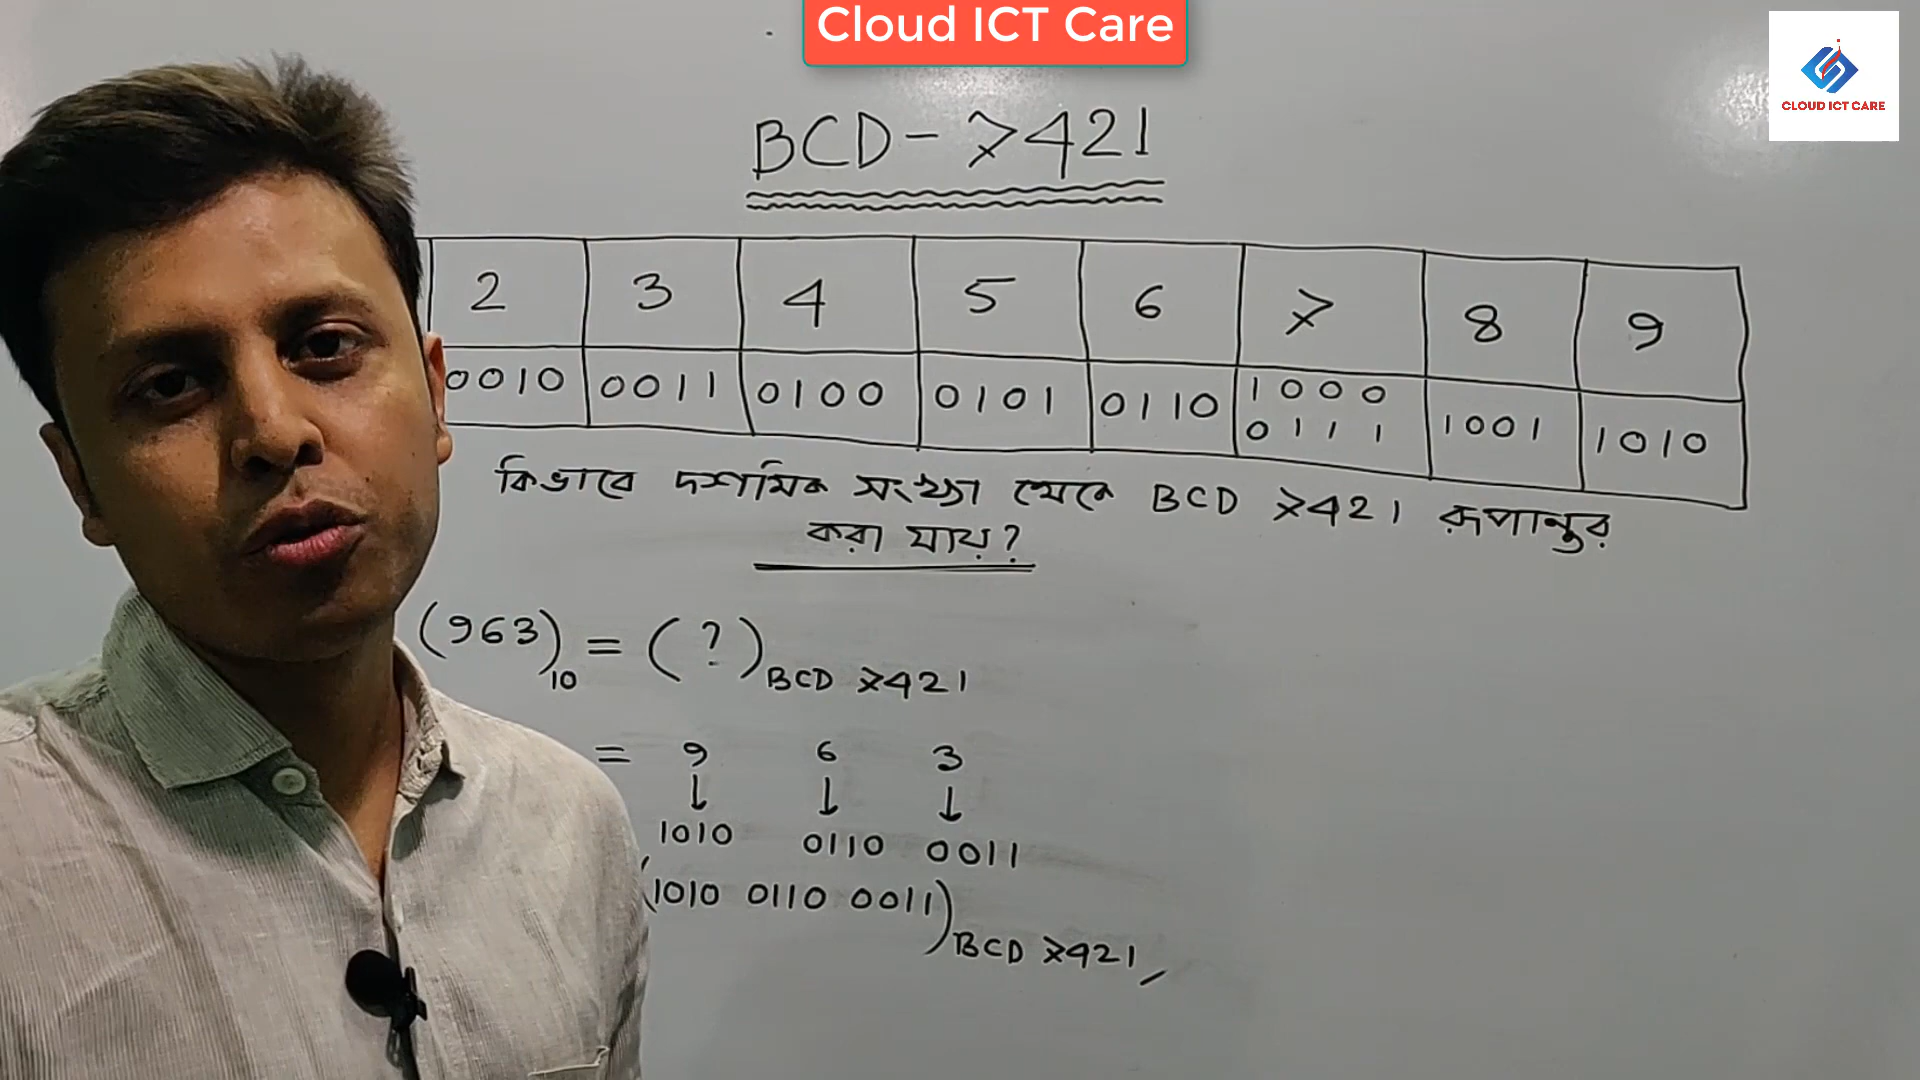 Cloud ICT Care
CLOUD ICT CARE
BCD - 7421
2 3 4 5 6 7 8 9
0010 0011 0100 0101 0110 1000 1001 1010
0111
কিভাবে দশমিক সংখ্যা থেকে BCD 7421 রূপান্তর
করা যায়?
(963)10 = (?)BCD 7421
= 9 6 3
↓ ↓ ↓
1010 0110 0011
(1010 0110 0011)BCD 7421